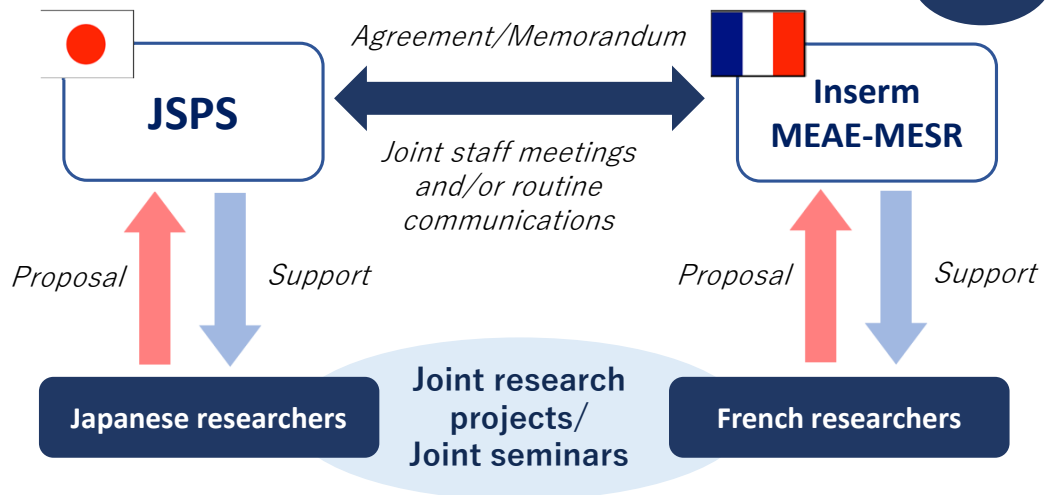 Agreement/Memorandum
JSPS
Inserm
MEAE-MESR
Joint staff meetings
and/or routine
communications
Proposal
Support
Proposal
Support
Japanese researchers
Joint research
projects/
Joint seminars
French researchers